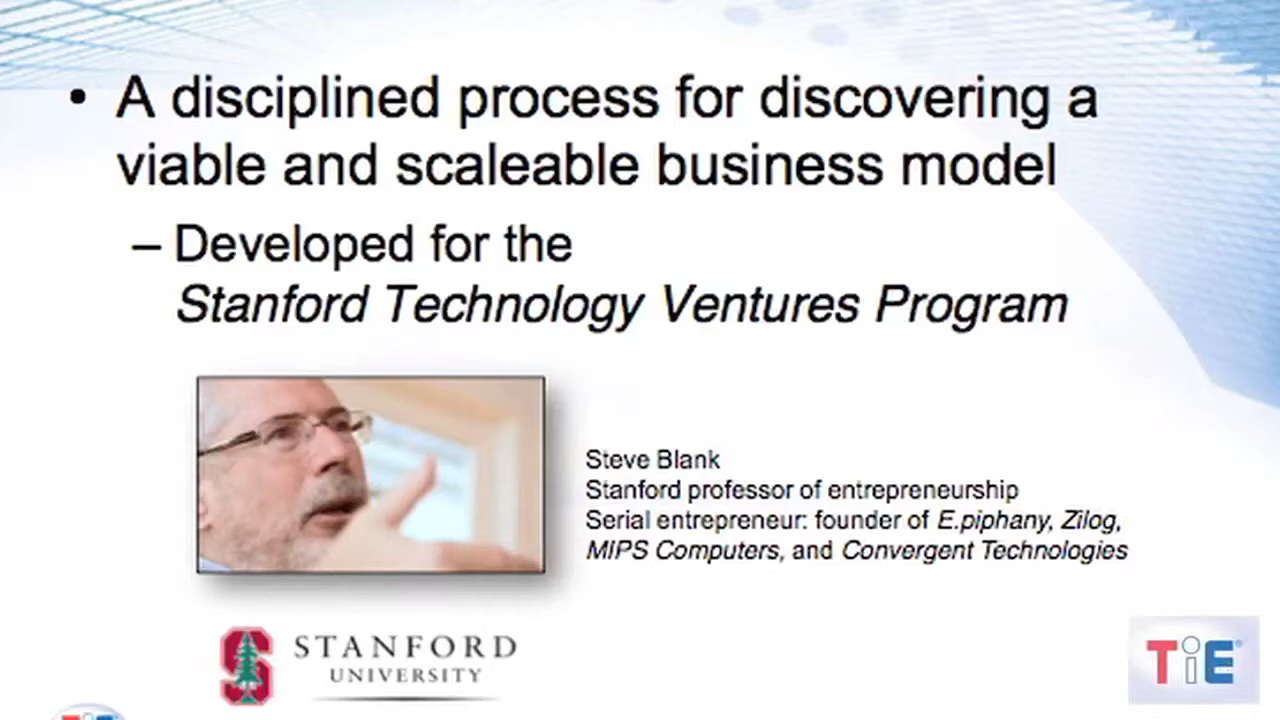 • A disciplined process for discovering a
viable and scaleable business model
– Developed for the
Stanford Technology Ventures Program
Steve Blank
Stanford professor of entrepreneurship
Serial entrepreneur: founder of E.piphany, Zilog,
MIPS Computers, and Convergent Technologies
STANFORD
UNIVERSITY
TiE®
TiE